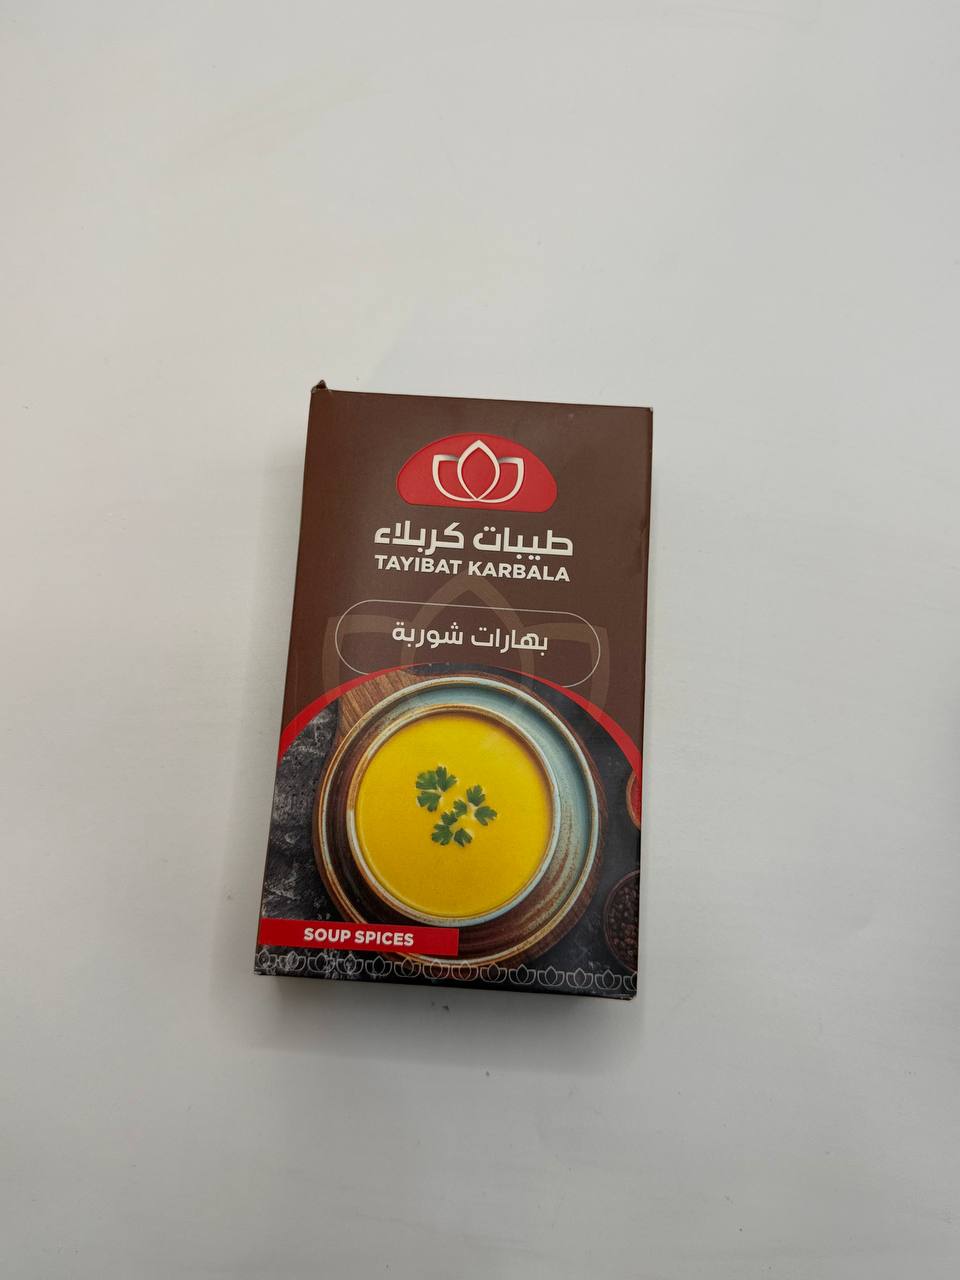 طيبات كربلاء
TAYIBAT KARBALA
بهارات شوربة
SOUP SPICES